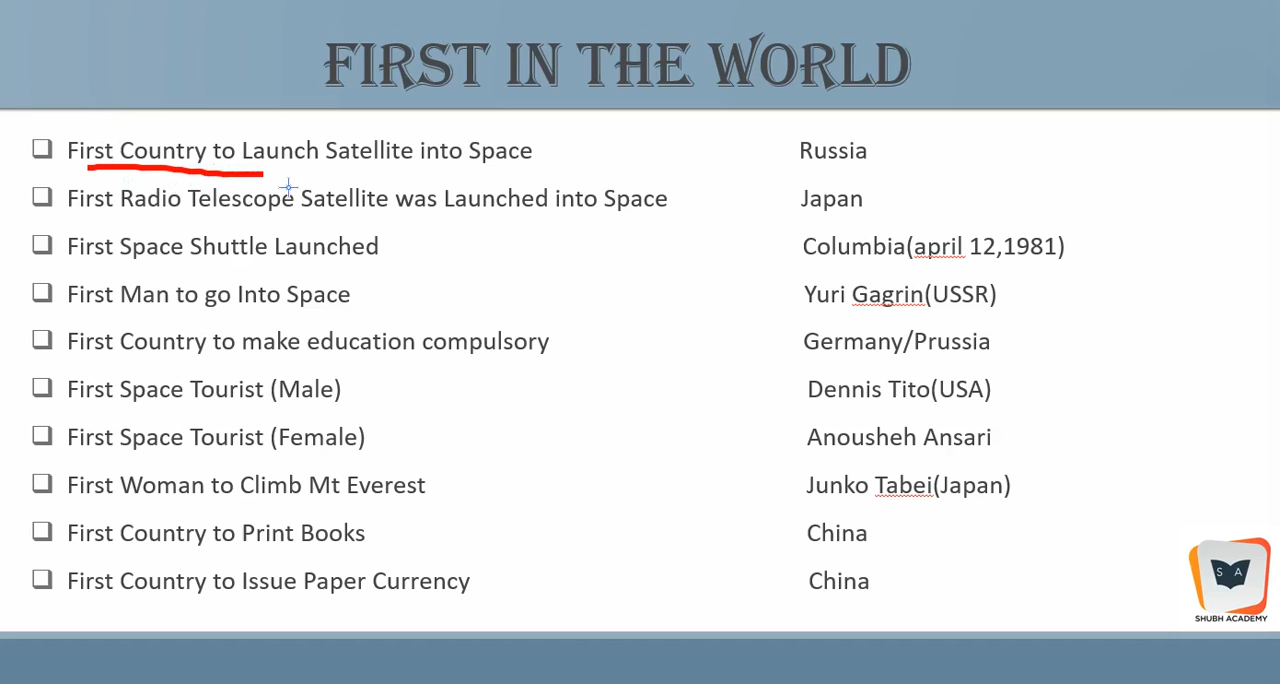 FIRST IN THE WORLD
First Country to Launch Satellite into Space Russia
First Radio Telescope Satellite was Launched into Space Japan
First Space Shuttle Launched Columbia(april 12,1981)
First Man to go Into Space Yuri Gagrin(USSR)
First Country to make education compulsory Germany/Prussia
First Space Tourist (Male) Dennis Tito(USA)
First Space Tourist (Female) Anousheh Ansari
First Woman to Climb Mt Everest Junko Tabei(Japan)
First Country to Print Books China
First Country to Issue Paper Currency China
S A
SHUBH ACADEMY